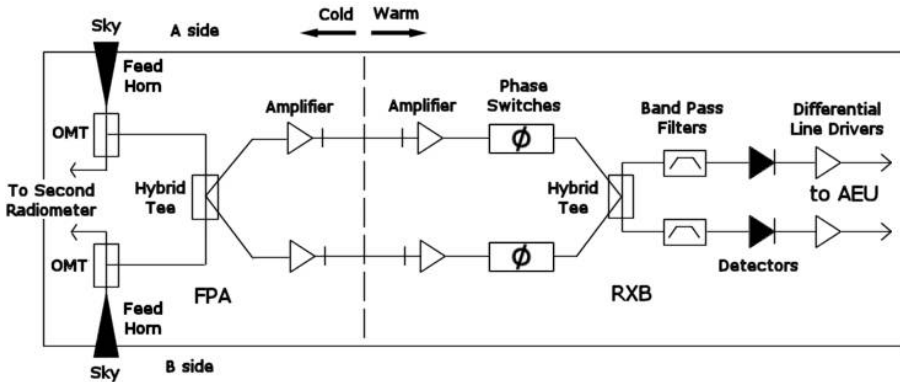 Sky
A side
Cold
Warm
Feed
Horn
OMT
To Second
Radiometer
Hybrid
Tee
Amplifier
Amplifier
Phase
Switches
ϕ
ϕ
Hybrid
Tee
Band Pass
Filters
Differential
Line Drivers
to AEU
Detectors
OMT
FPA
RXB
Feed
Horn
Sky
B side